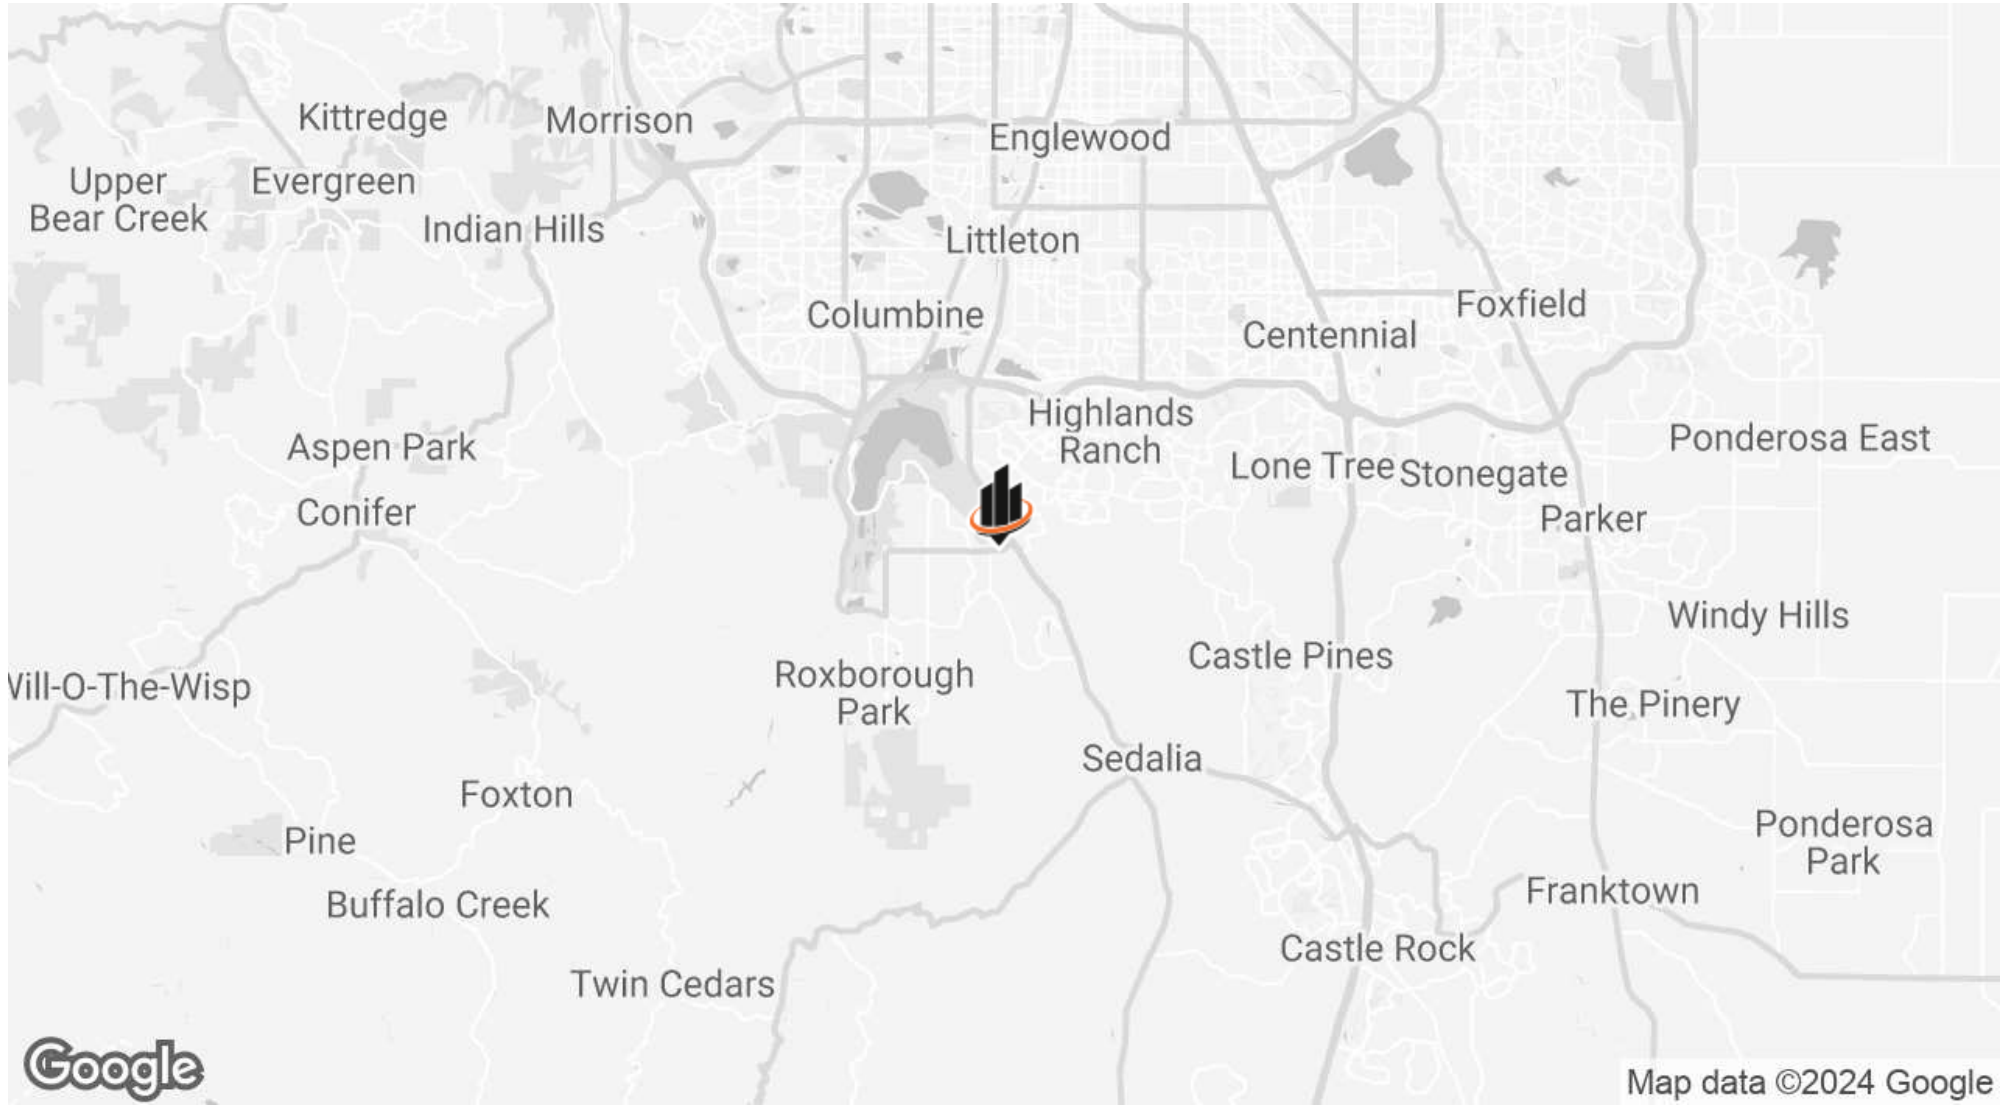 Kittredge
Morrison
Englewood
Upper
Bear Creek
Evergreen
Indian Hills
Littleton
Columbine
Foxfield
Centennial
Highlands
Ranch
Ponderosa East
Aspen Park
Lone Tree
Stonegate
Conifer
Parker
Windy Hills
Castle Pines
Roxborough
Park
Will-O-The-Wisp
The Pinery
Sedalia
Foxton
Ponderosa
Park
Pine
Franktown
Buffalo Creek
Castle Rock
Twin Cedars
Google
Map data ©2024 Google